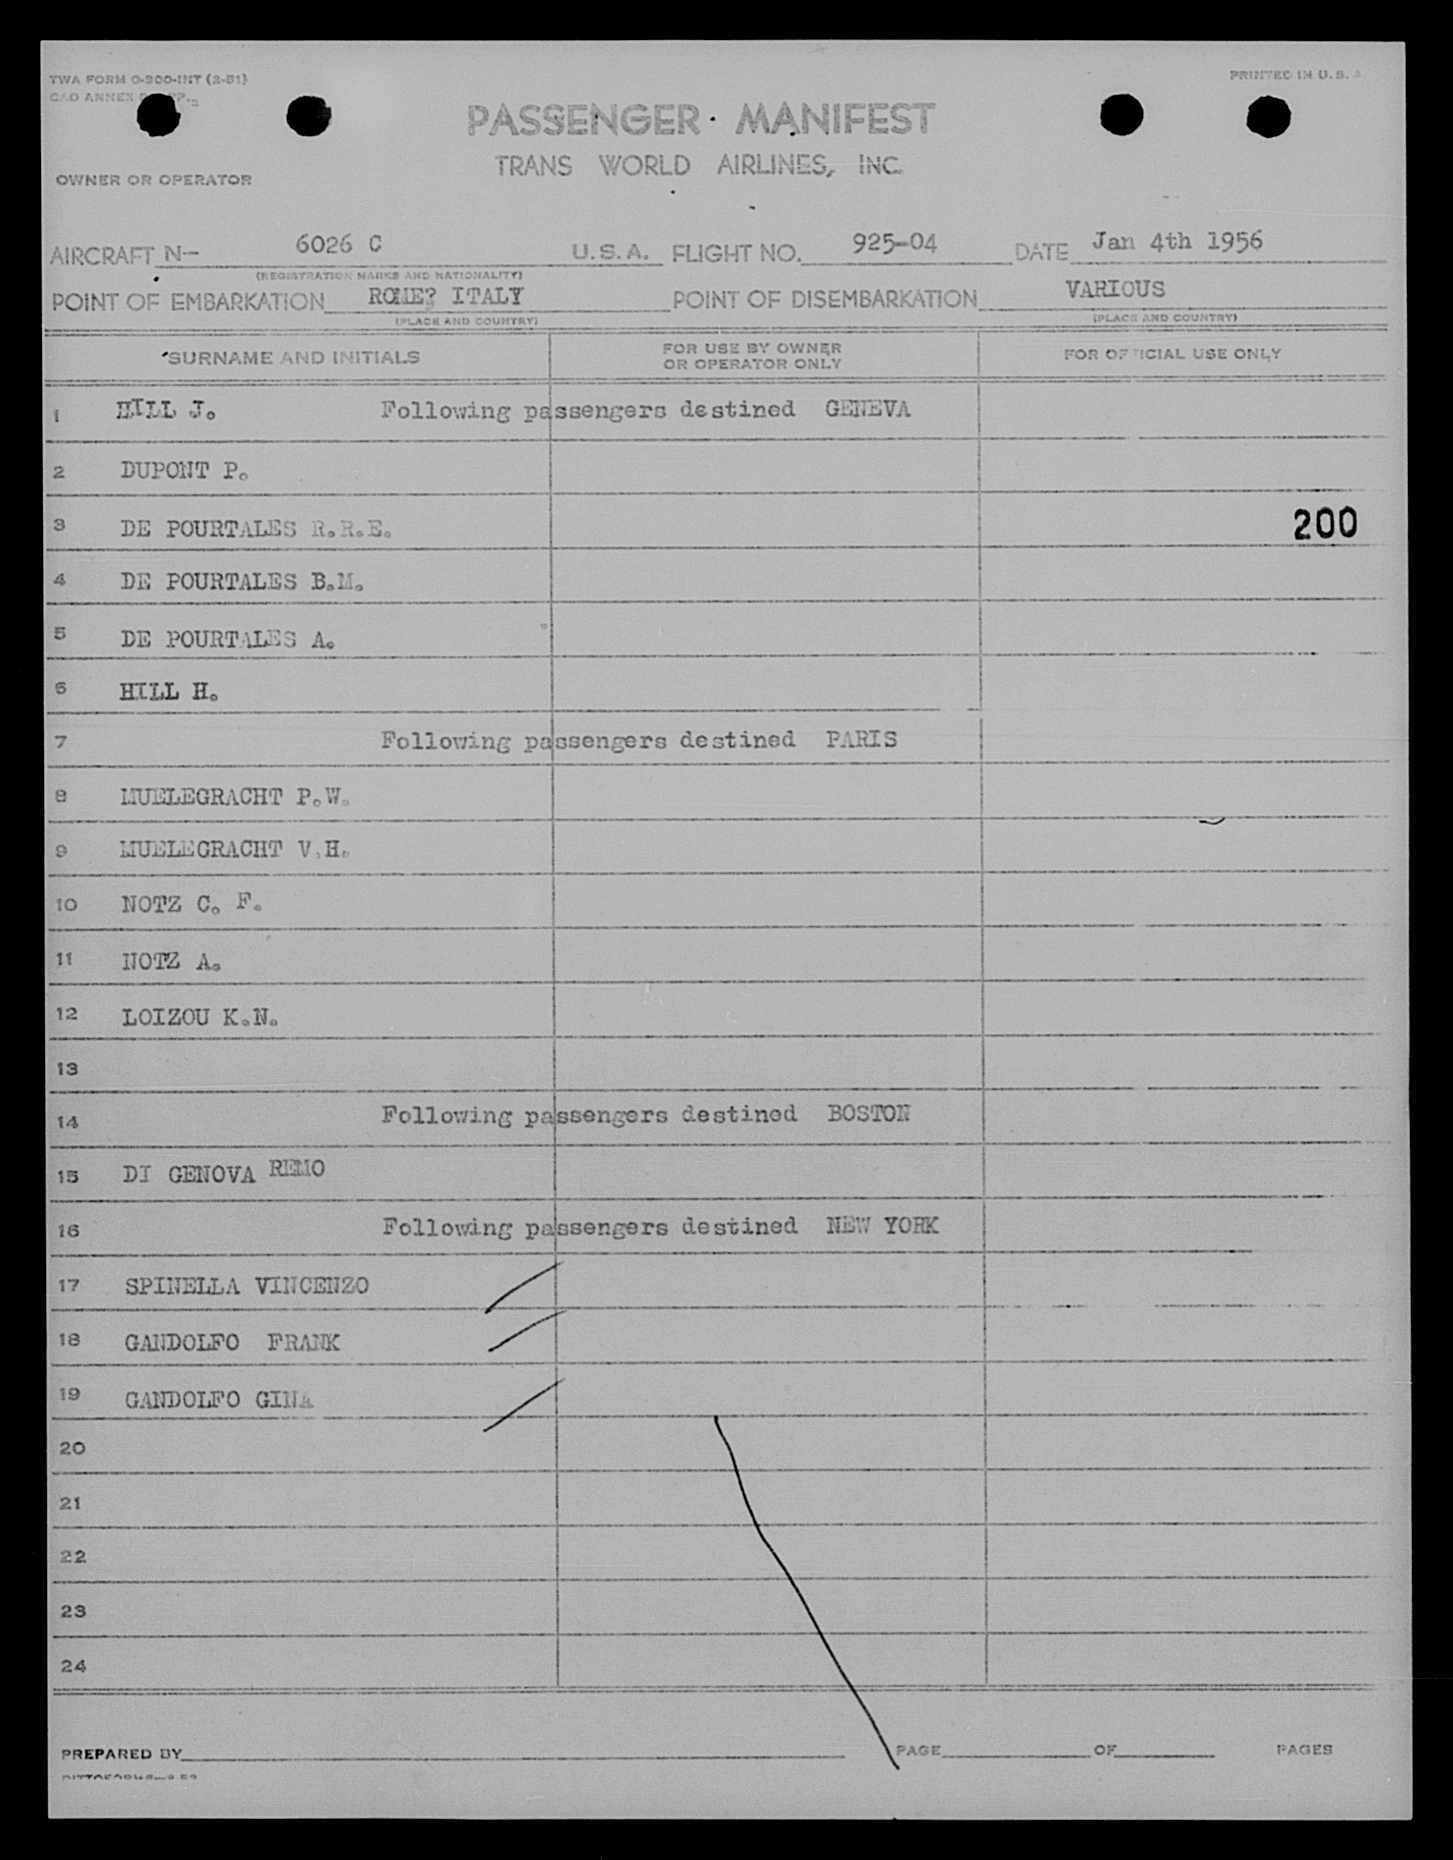 TWA FORM O-200-INT (2-51)
PRINTED IN U.S.A
CAO ANNEX
PASSENGER MANIFEST
TRANS WORLD AIRLINES, INC.
OWNER OR OPERATOR
AIRCRAFT N- 6026 C U.S.A. FLIGHT NO. 925-04 DATE Jan 4th 1956
(REGISTRATION MARKS AND NATIONALITY)
POINT OF EMBARKATION ROME? ITALY POINT OF DISEMBARKATION VARIOUS
(PLACE AND COUNTRY) (PLACE AND COUNTRY)
SURNAME AND INITIALS FOR USE BY OWNER OR OPERATOR ONLY FOR OFFICIAL USE ONLY
1 HILL J. Following passengers destined GENEVA
2 DUPONT P.
3 DE POURTALES R.R.E. 200
4 DE POURTALES B.M.
5 DE POURTALES A.
6 HILL H.
7 Following passengers destined PARIS
8 MUELEGRACHT P.W.
9 MUELEGRACHT V.H.
10 NOTZ C. F.
11 NOTZ A.
12 LOIZOU K.N.
13
14 Following passengers destined BOSTON
15 DI GENOVA REMO
16 Following passengers destined NEW YORK
17 SPINELLA VINCENZO
18 GANDOLFO FRANK
19 GANDOLFO GINA
20
21
22
23
24
PREPARED BY PAGE OF PAGES